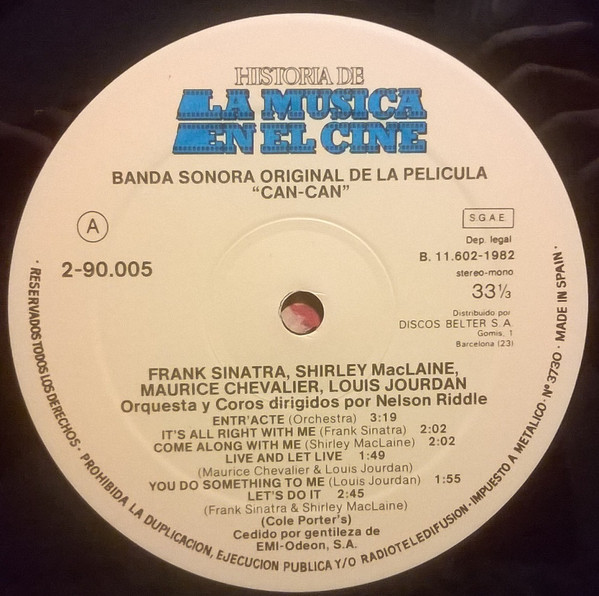 HISTORIA DE
LA MUSICA
EN EL CINE
BANDA SONORA ORIGINAL DE LA PELICULA
“CAN-CAN”
A
2-90.005
S.G.A.E.
Dep. legal
B. 11.602-1982
stereo-mono
33⅓
Distribuido por
DISCOS BELTER S.A.
Gomis, 1
Barcelona (23)
FRANK SINATRA, SHIRLEY MacLAINE,
MAURICE CHEVALIER, LOUIS JOURDAN
Orquesta y Coros dirigidos por Nelson Riddle
ENTR'ACTE (Orchestra) 3:19
IT'S ALL RIGHT WITH ME (Frank Sinatra) 2:02
COME ALONG WITH ME (Shirley MacLaine) 2:02
LIVE AND LET LIVE 1:49
(Maurice Chevalier & Louis Jourdan)
YOU DO SOMETHING TO ME (Louis Jourdan) 1:55
LET'S DO IT 2:45
(Frank Sinatra & Shirley MacLaine)
(Cole Porter's)
Cedido por gentileza de
EMI-Odeon, S.A.
· RESERVADOS TODOS LOS DERECHOS · PROHIBIDA LA DUPLICACION, EJECUCION PUBLICA Y/O RADIOTELEDIFUSION · IMPUESTO A METALICO · Nº 3730 · MADE IN SPAIN ·